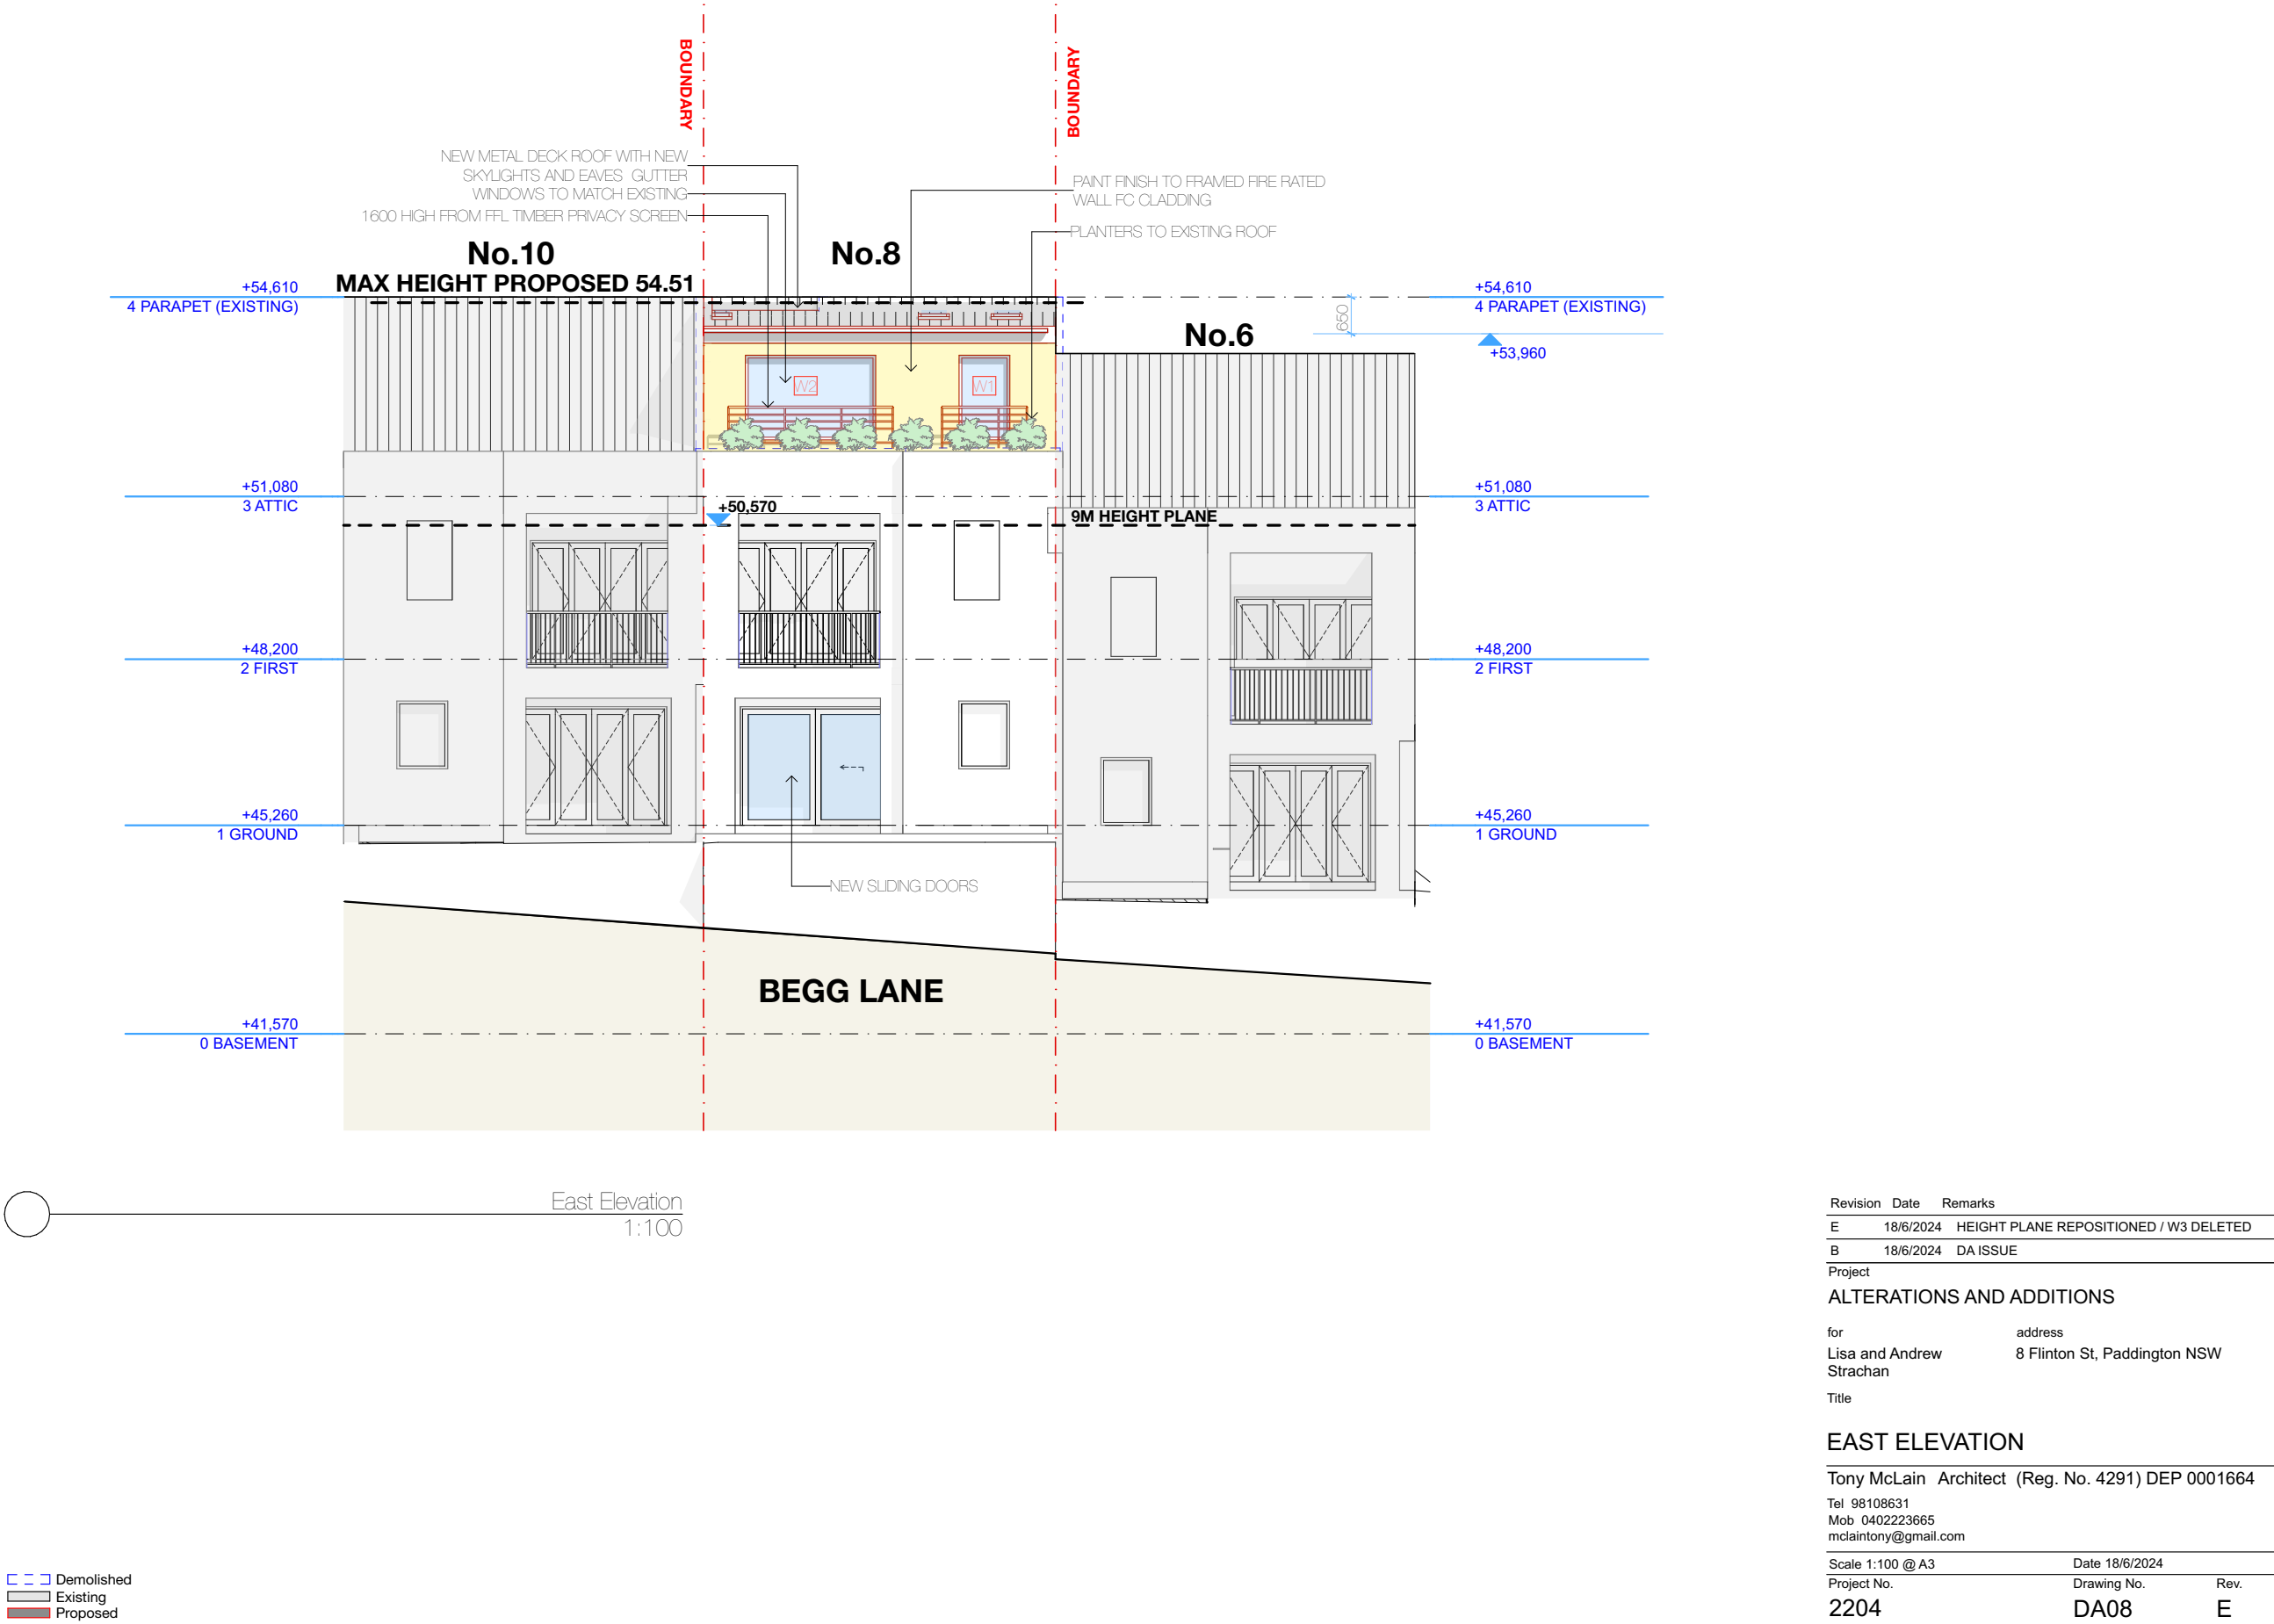 BOUNDARY
BOUNDARY
NEW METAL DECK ROOF WITH NEW
SKYLIGHTS AND EAVES GUTTER
WINDOWS TO MATCH EXISTING
1600 HIGH FROM FFL TIMBER PRIVACY SCREEN
PAINT FINISH TO FRAMED FIRE RATED
WALL FC CLADDING
PLANTERS TO EXISTING ROOF
No.10
No.8
MAX HEIGHT PROPOSED 54.51
No.6
+54,610
4 PARAPET (EXISTING)
+54,610
4 PARAPET (EXISTING)
650
+53,960
W2
W1
+51,080
3 ATTIC
+50,570
9M HEIGHT PLANE
+51,080
3 ATTIC
+48,200
2 FIRST
+48,200
2 FIRST
+45,260
1 GROUND
+45,260
1 GROUND
NEW SLIDING DOORS
BEGG LANE
+41,570
0 BASEMENT
+41,570
0 BASEMENT
East Elevation
1:100
Revision Date Remarks
E 18/6/2024 HEIGHT PLANE REPOSITIONED / W3 DELETED
B 18/6/2024 DA ISSUE
Project
ALTERATIONS AND ADDITIONS
for address
Lisa and Andrew 8 Flinton St, Paddington NSW
Strachan
Title
EAST ELEVATION
Tony McLain Architect (Reg. No. 4291) DEP 0001664
Tel 98108631
Mob 0402223665
mclaintony@gmail.com
Scale 1:100 @ A3 Date 18/6/2024
Project No. Drawing No. Rev.
2204 DA08 E
Demolished
Existing
Proposed